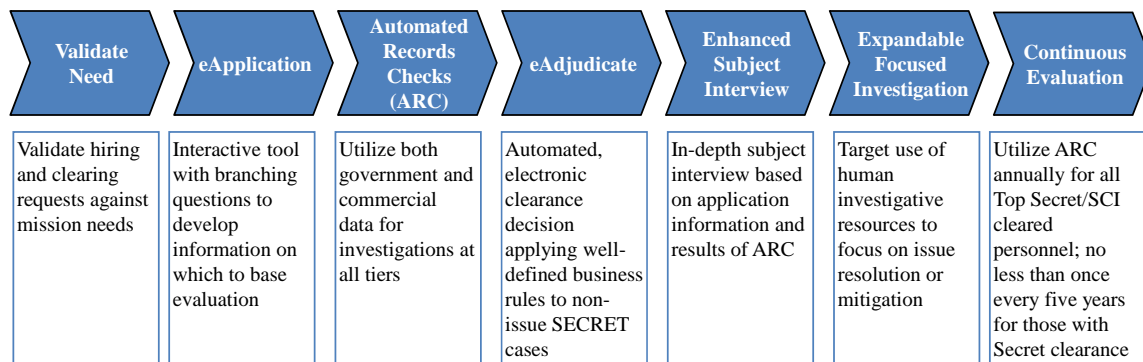 Validate
Need
eApplication
Automated
Records
Checks
(ARC)
eAdjudicate
Enhanced
Subject
Interview
Expandable
Focused
Investigation
Continuous
Evaluation
Validate hiring
and clearing
requests against
mission needs
Interactive tool
with branching
questions to
develop
information on
which to base
evaluation
Utilize both
government and
commercial
data for
investigations at
all tiers
Automated,
electronic
clearance
decision
applying well-
defined business
rules to non-
issue SECRET
cases
In-depth subject
interview based
on application
information and
results of ARC
Target use of
human
investigative
resources to
focus on issue
resolution or
mitigation
Utilize ARC
annually for all
Top Secret/SCI
cleared
personnel; no
less than once
every five years
for those with
Secret clearance